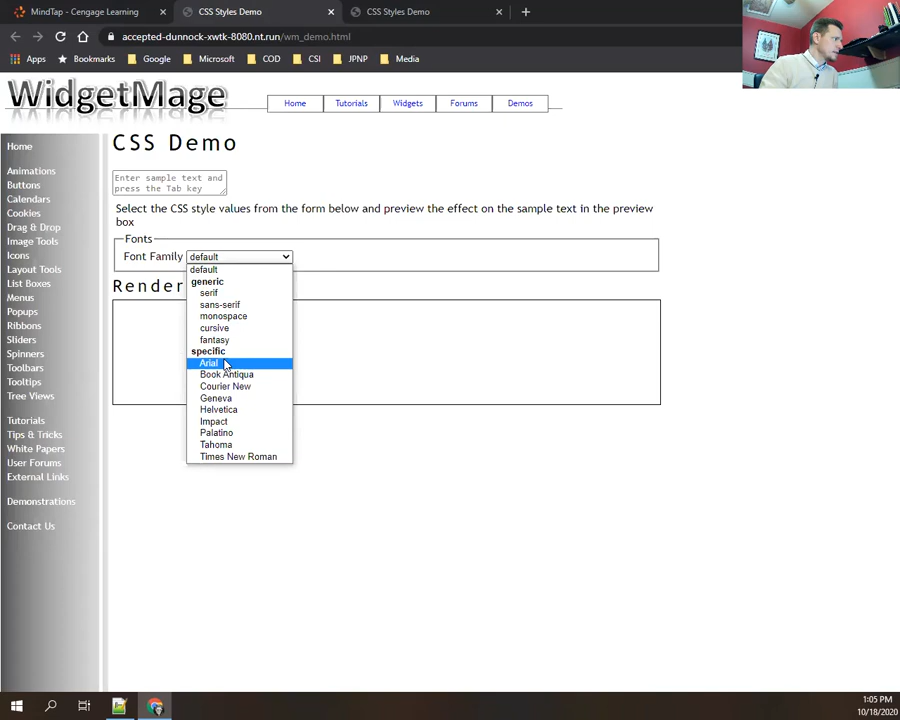 MindTap - Cengage Learning
CSS Styles Demo
CSS Styles Demo
accepted-dunnock-xwtk-8080.nt.run/wm_demo.html
Apps
Bookmarks
Google
Microsoft
COD
CSI
JPNP
Media
WidgetMage
Home
Tutorials
Widgets
Forums
Demos
Home
Animations
Buttons
Calendars
Cookies
Drag & Drop
Image Tools
Icons
Layout Tools
List Boxes
Menus
Popups
Ribbons
Sliders
Spinners
Toolbars
Tooltips
Tree Views
Tutorials
Tips & Tricks
White Papers
User Forums
External Links
Demonstrations
Contact Us
CSS Demo
Enter sample text and
press the Tab key
Select the CSS style values from the form below and preview the effect on the sample text in the preview
box
Fonts
Font Family
default
default
generic
serif
sans-serif
monospace
cursive
fantasy
specific
Arial
Book Antiqua
Courier New
Geneva
Helvetica
Impact
Palatino
Tahoma
Times New Roman
Render
1:05 PM
10/18/2020